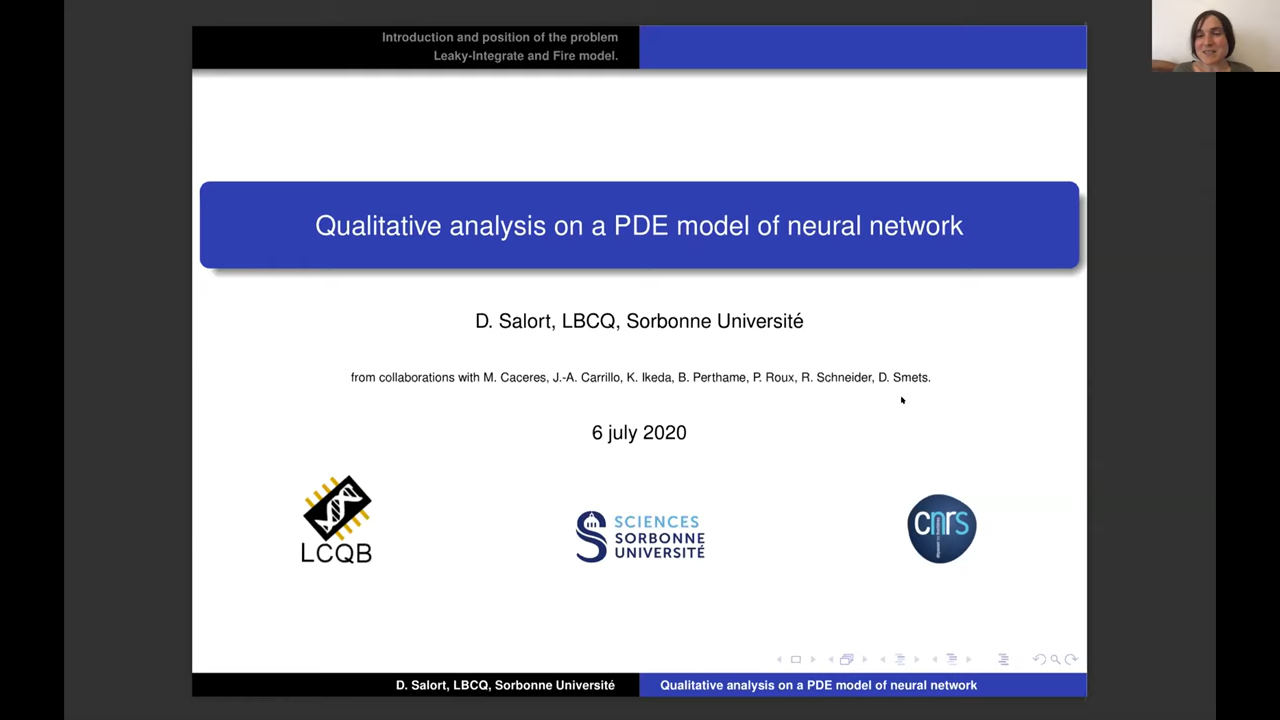 Introduction and position of the problem
Leaky-Integrate and Fire model.
Qualitative analysis on a PDE model of neural network
D. Salort, LBCQ, Sorbonne Université
from collaborations with M. Caceres, J.-A. Carrillo, K. Ikeda, B. Perthame, P. Roux, R. Schneider, D. Smets.
6 july 2020
LCQB
SCIENCES
SORBONNE
UNIVERSITÉ
cnrs
D. Salort, LBCQ, Sorbonne Université
Qualitative analysis on a PDE model of neural network